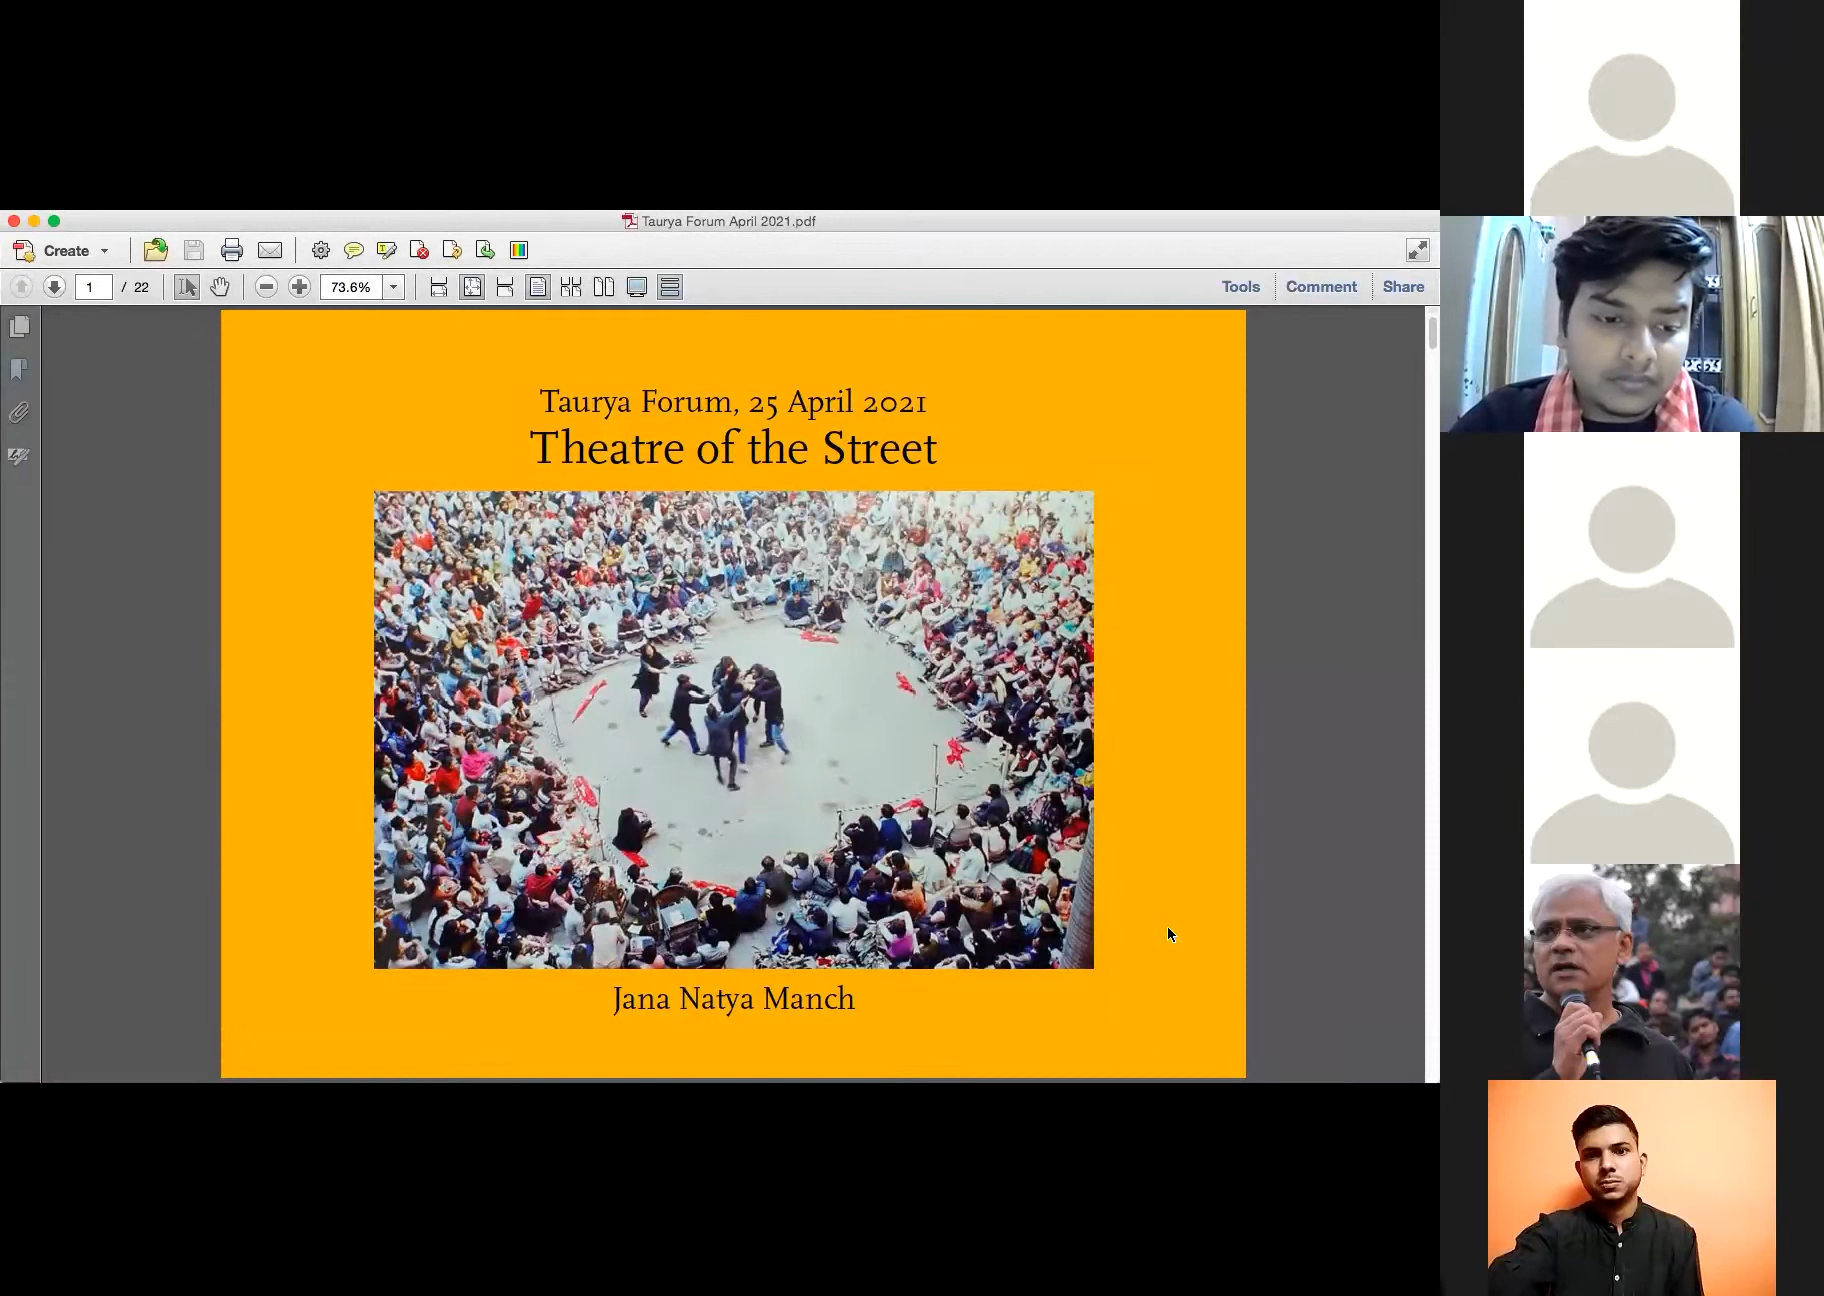 Taurya Forum April 2021.pdf
Create
1 / 22
73.6%
Tools
Comment
Share
Taurya Forum, 25 April 2021
Theatre of the Street
Jana Natya Manch